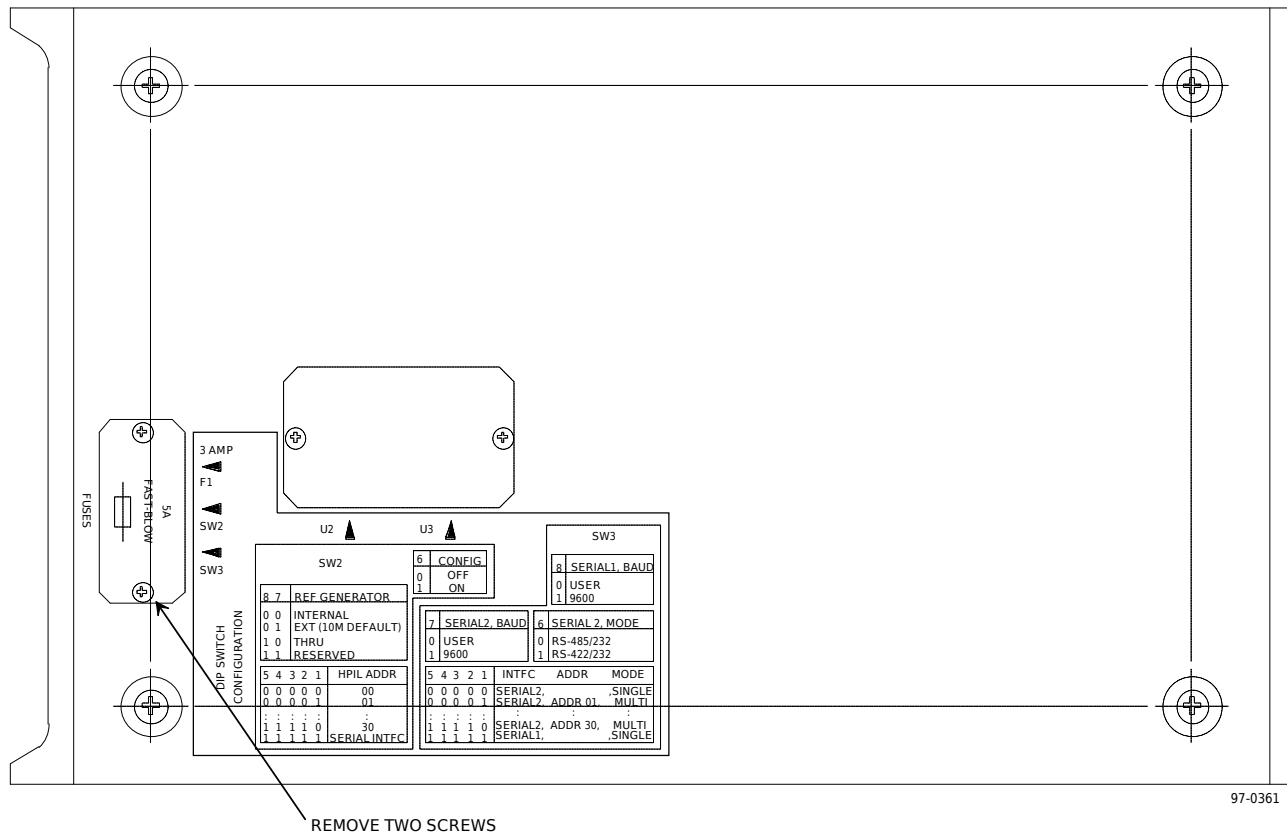 3 AMP
F1
SW2
SW3
FUSES
5A
FAST-BLOW
DIP SWITCH
CONFIGURATION
U2
U3
SW2
8 7 REF GENERATOR
0 0 INTERNAL
0 1 EXT (10M DEFAULT)
1 0 THRU
1 1 RESERVED
6 CONFIG
0 OFF
1 ON
5 4 3 2 1 HPIL ADDR
0 0 0 0 0 00
0 0 0 0 1 01
: : : : : :
1 1 1 1 0 30
1 1 1 1 1 SERIAL INTFC
SW3
8 SERIAL1, BAUD
0 USER
1 9600
7 SERIAL2, BAUD
0 USER
1 9600
6 SERIAL 2, MODE
0 RS-485/232
1 RS-422/232
5 4 3 2 1 INTFC ADDR MODE
0 0 0 0 0 SERIAL2, ,SINGLE
0 0 0 0 1 SERIAL2, ADDR 01, MULTI
: : : : : : : :
1 1 1 1 0 SERIAL2, ADDR 30, MULTI
1 1 1 1 1 SERIAL1, ,SINGLE
97-0361
REMOVE TWO SCREWS